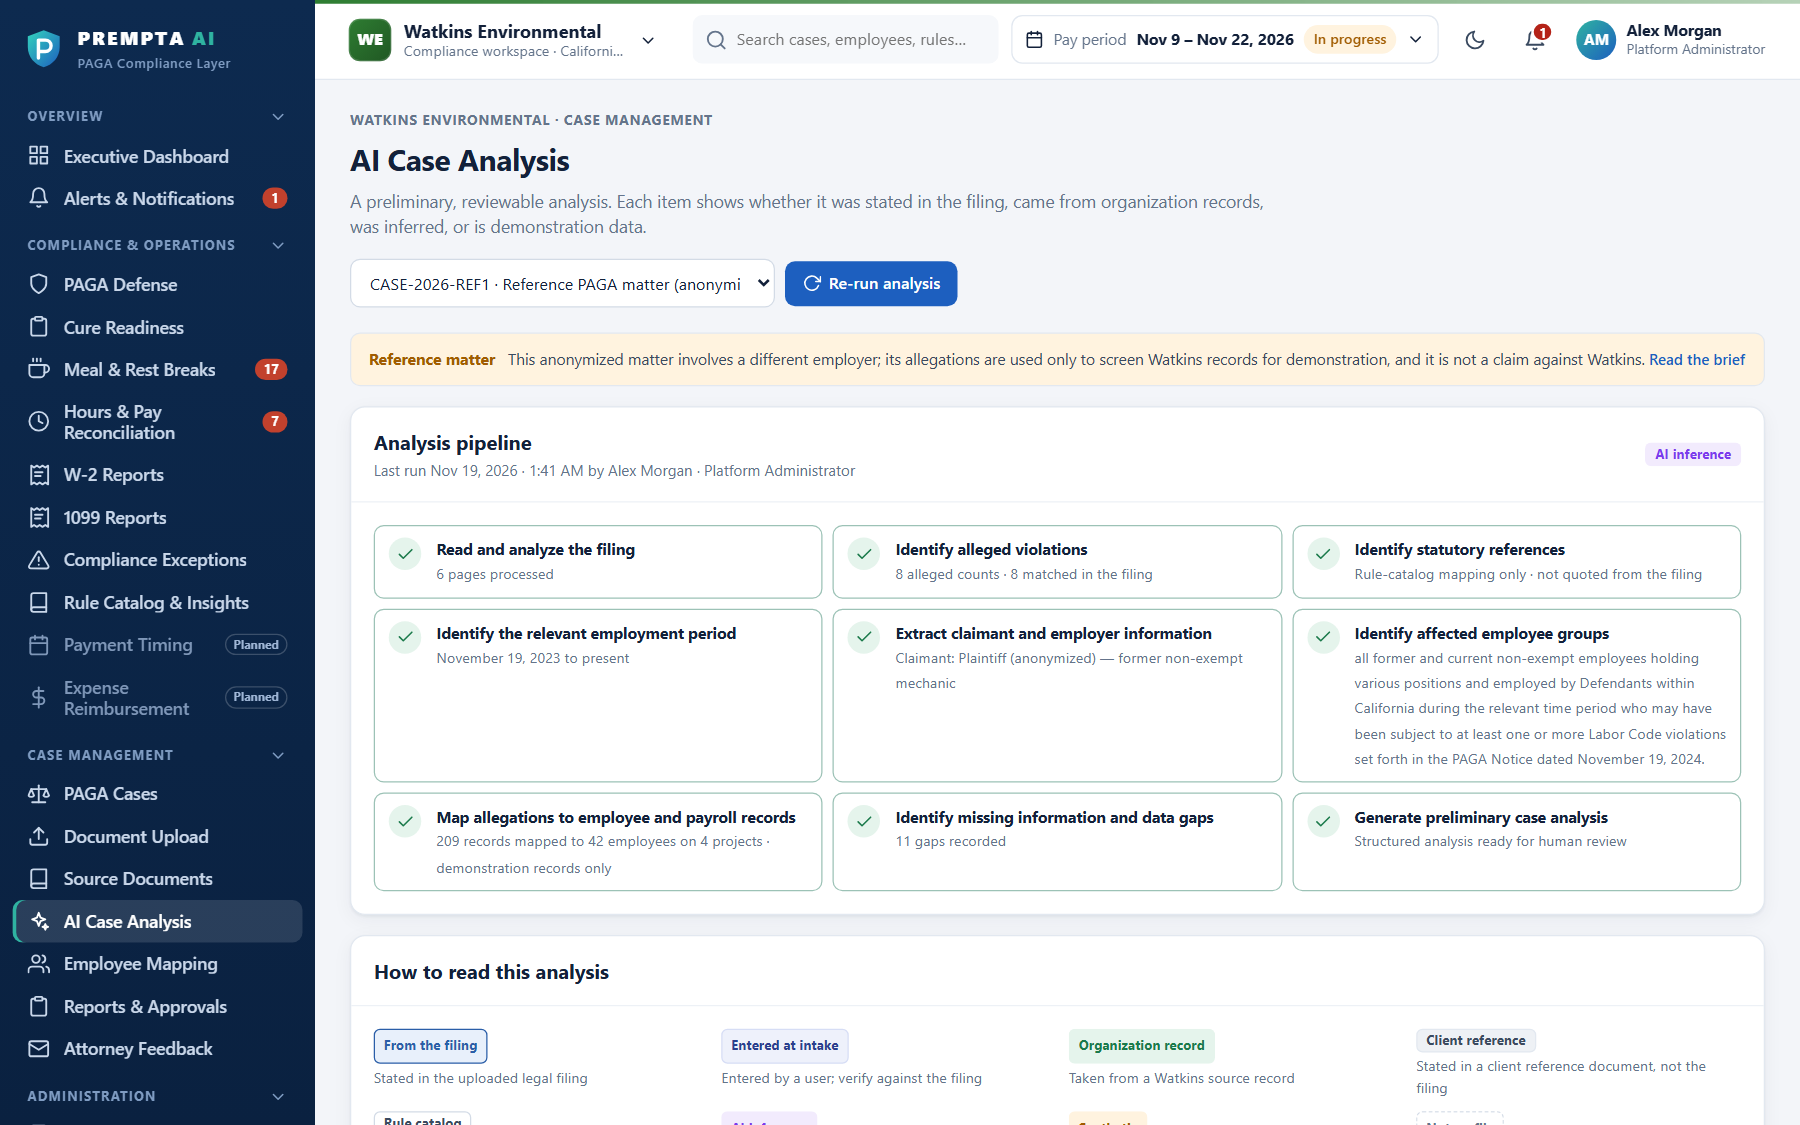 PREMPTA AI
PAGA Compliance Layer
OVERVIEW
Executive Dashboard
Alerts & Notifications
1
COMPLIANCE & OPERATIONS
PAGA Defense
Cure Readiness
Meal & Rest Breaks
17
Hours & Pay
Reconciliation
7
W-2 Reports
1099 Reports
Compliance Exceptions
Rule Catalog & Insights
Payment Timing
Planned
Expense
Reimbursement
Planned
CASE MANAGEMENT
PAGA Cases
Document Upload
Source Documents
AI Case Analysis
Employee Mapping
Reports & Approvals
Attorney Feedback
ADMINISTRATION
WE
Watkins Environmental
Compliance workspace · Californi...
Search cases, employees, rules...
Pay period Nov 9 – Nov 22, 2026 In progress
1
AM
Alex Morgan
Platform Administrator
WATKINS ENVIRONMENTAL · CASE MANAGEMENT
AI Case Analysis
A preliminary, reviewable analysis. Each item shows whether it was stated in the filing, came from organization records,
was inferred, or is demonstration data.
CASE-2026-REF1 · Reference PAGA matter (anonymi
Re-run analysis
Reference matter This anonymized matter involves a different employer; its allegations are used only to screen Watkins records for demonstration, and it is not a claim against Watkins. Read the brief
Analysis pipeline
Last run Nov 19, 2026 · 1:41 AM by Alex Morgan · Platform Administrator
AI inference
Read and analyze the filing
6 pages processed
Identify alleged violations
8 alleged counts · 8 matched in the filing
Identify statutory references
Rule-catalog mapping only · not quoted from the filing
Identify the relevant employment period
November 19, 2023 to present
Extract claimant and employer information
Claimant: Plaintiff (anonymized) — former non-exempt
mechanic
Identify affected employee groups
all former and current non-exempt employees holding
various positions and employed by Defendants within
California during the relevant time period who may have
been subject to at least one or more Labor Code violations
set forth in the PAGA Notice dated November 19, 2024.
Map allegations to employee and payroll records
209 records mapped to 42 employees on 4 projects ·
demonstration records only
Identify missing information and data gaps
11 gaps recorded
Generate preliminary case analysis
Structured analysis ready for human review
How to read this analysis
From the filing
Stated in the uploaded legal filing
Entered at intake
Entered by a user; verify against the filing
Organization record
Taken from a Watkins source record
Client reference
Stated in a client reference document, not the
filing
Rule catalog